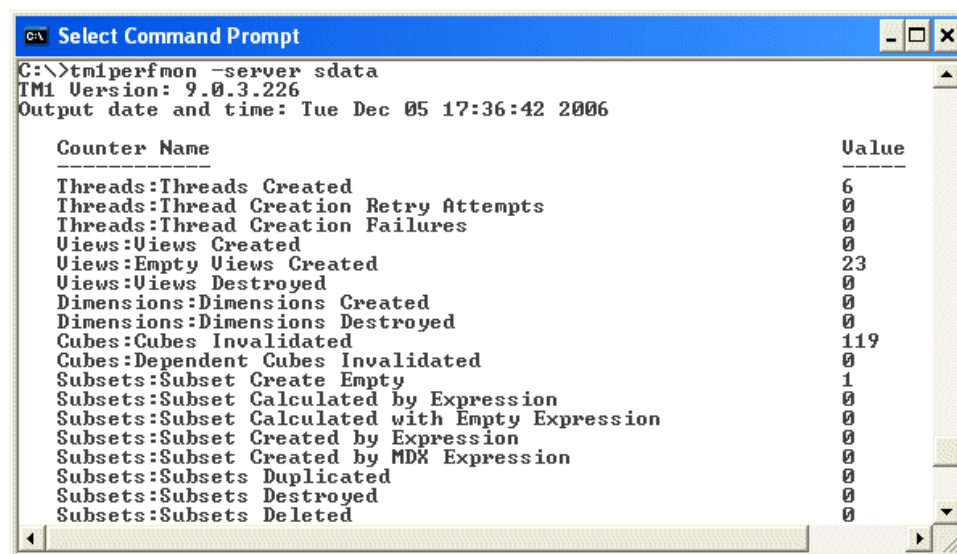 Select Command Prompt
C:\>tm1perfmon -server sdata
TM1 Version: 9.0.3.226
Output date and time: Tue Dec 05 17:36:42 2006
Counter Name Value
------------ -----
Threads:Threads Created 6
Threads:Thread Creation Retry Attempts 0
Threads:Thread Creation Failures 0
Views:Views Created 0
Views:Empty Views Created 23
Views:Views Destroyed 0
Dimensions:Dimensions Created 0
Dimensions:Dimensions Destroyed 0
Cubes:Cubes Invalidated 119
Cubes:Dependent Cubes Invalidated 0
Subsets:Subset Create Empty 1
Subsets:Subset Calculated by Expression 0
Subsets:Subset Calculated with Empty Expression 0
Subsets:Subset Created by Expression 0
Subsets:Subset Created by MDX Expression 0
Subsets:Subsets Duplicated 0
Subsets:Subsets Destroyed 0
Subsets:Subsets Deleted 0